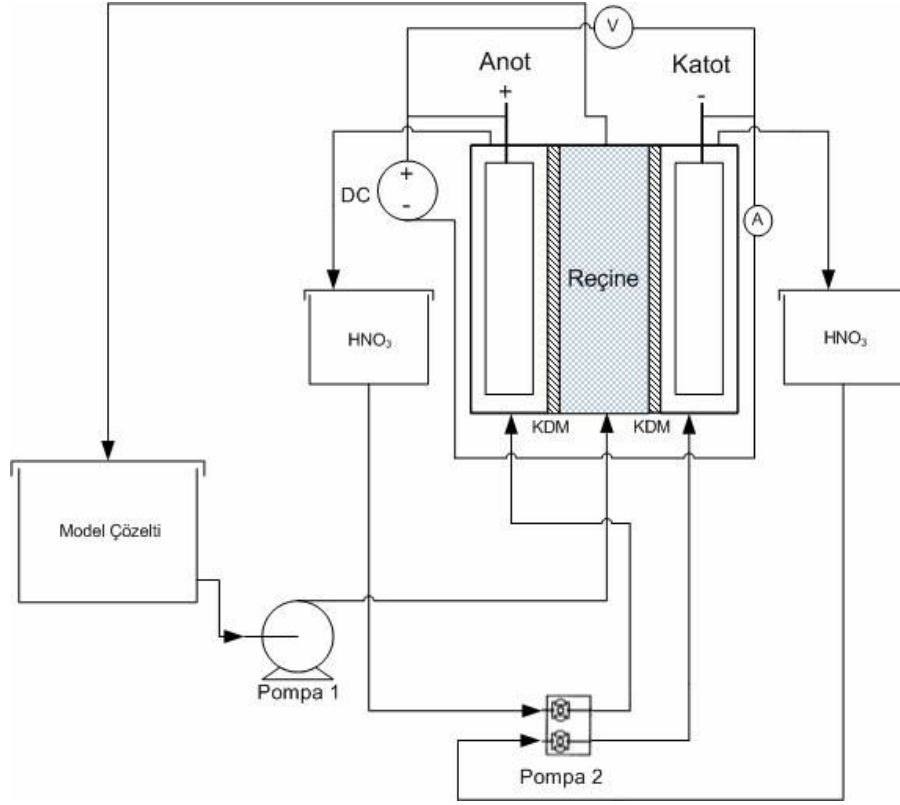 V
Anot
+
Katot
-
DC
+
-
A
Reçine
HNO₃
HNO₃
KDM
KDM
Model Çözelti
Pompa 1
Pompa 2